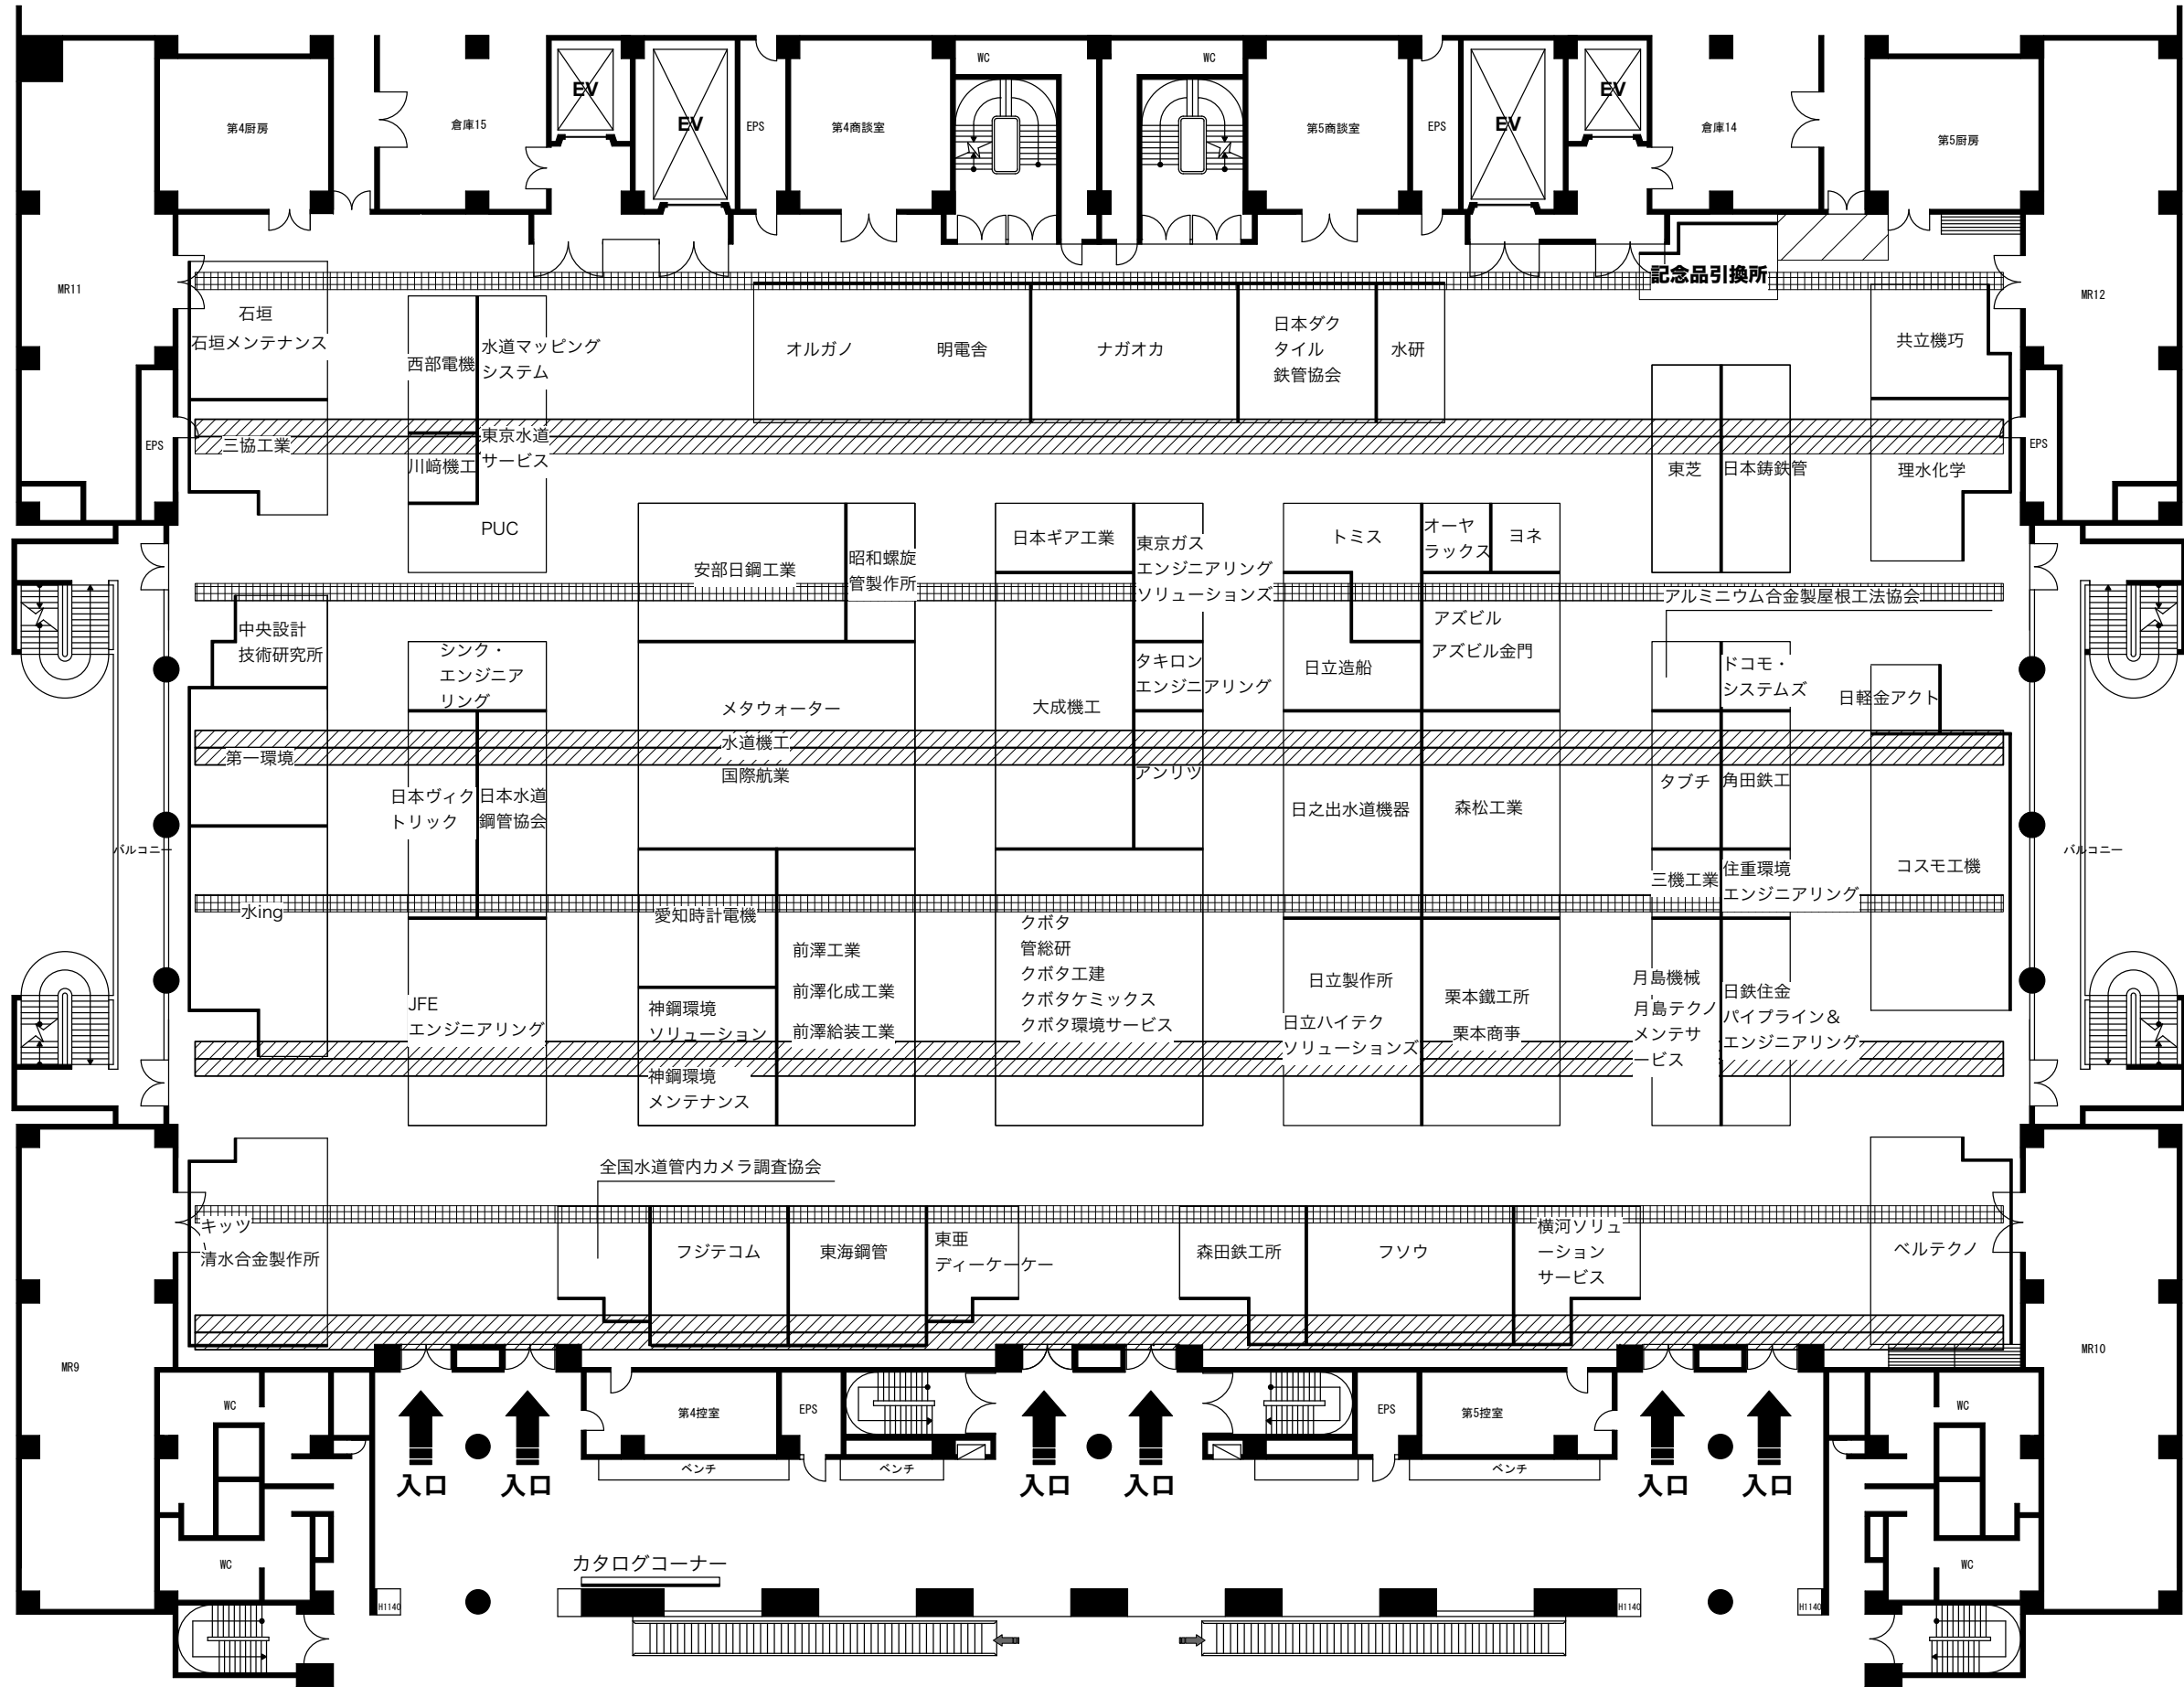 WC
WC
EV
EV
EV
EV
第4厨房
倉庫15
EPS
第4商談室
第5商談室
EPS
倉庫14
第5厨房
MR11
MR12
記念品引換所
石垣
石垣メンテナンス
西部電機
水道マッピング
システム
オルガノ
明電舎
ナガオカ
日本ダク
タイル
鉄管協会
水研
共立機巧
EPS
三協工業
川﨑機工
東京水道
サービス
PUC
東芝
日本鋳鉄管
理水化学
EPS
安部日鋼工業
昭和螺旋
管製作所
日本ギア工業
東京ガス
エンジニアリング
ソリューションズ
トミス
オーヤ
ラックス
ヨネ
アルミニウム合金製屋根工法協会
中央設計
技術研究所
シンク・
エンジニア
リング
タキロン
エンジニアリング
日立造船
アズビル
アズビル金門
ドコモ・
システムズ
日軽金アクト
第一環境
メタウォーター
水道機工
国際航業
大成機工
アンリツ
日本ヴィク
トリック
日本水道
鋼管協会
日之出水道機器
森松工業
タブチ
角田鉄工
バルコニー
バルコニー
水ing
愛知時計電機
三機工業
住重環境
エンジニアリング
コスモ工機
JFE
エンジニアリング
前澤工業
前澤化成工業
前澤給装工業
神鋼環境
ソリューション
神鋼環境
メンテナンス
クボタ
管総研
クボタ工建
クボタケミックス
クボタ環境サービス
日立製作所
日立ハイテク
ソリューションズ
栗本鐵工所
栗本商事
月島機械
月島テクノ
メンテサ
ービス
日鉄住金
パイプライン&
エンジニアリング
全国水道管内カメラ調査協会
キッツ
清水合金製作所
フジテコム
東海鋼管
東亜
ディーケーケー
森田鉄工所
フソウ
横河ソリュ
ーション
サービス
ベルテクノ
MR9
MR10
WC
第4控室
EPS
EPS
第5控室
WC
ベンチ
ベンチ
ベンチ
入口
入口
入口
入口
入口
入口
WC
WC
カタログコーナー
H1140
H1140
H1140